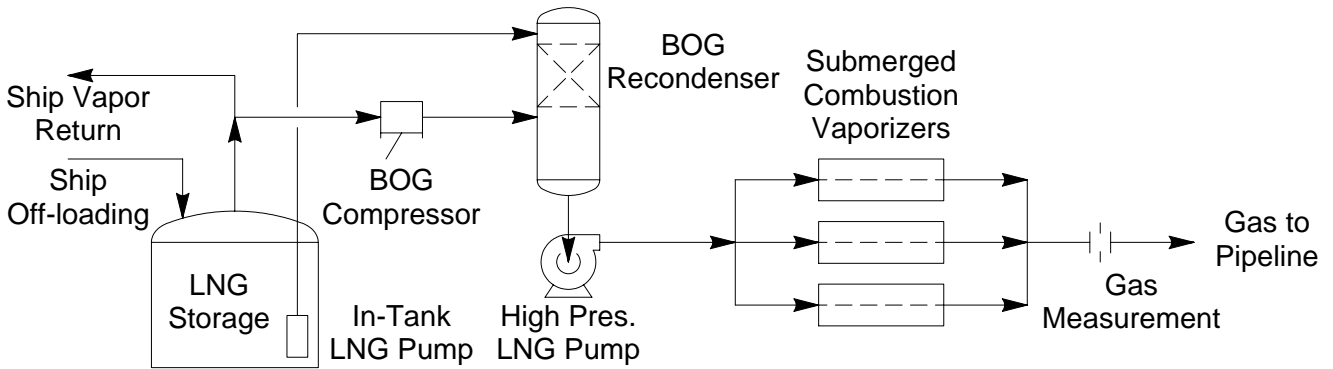 BOG
Recondenser
Submerged
Combustion
Vaporizers
Ship Vapor
Return
Ship
Off-loading
BOG
Compressor
LNG
Storage
In-Tank
LNG Pump
High Pres.
LNG Pump
Gas
Measurement
Gas to
Pipeline